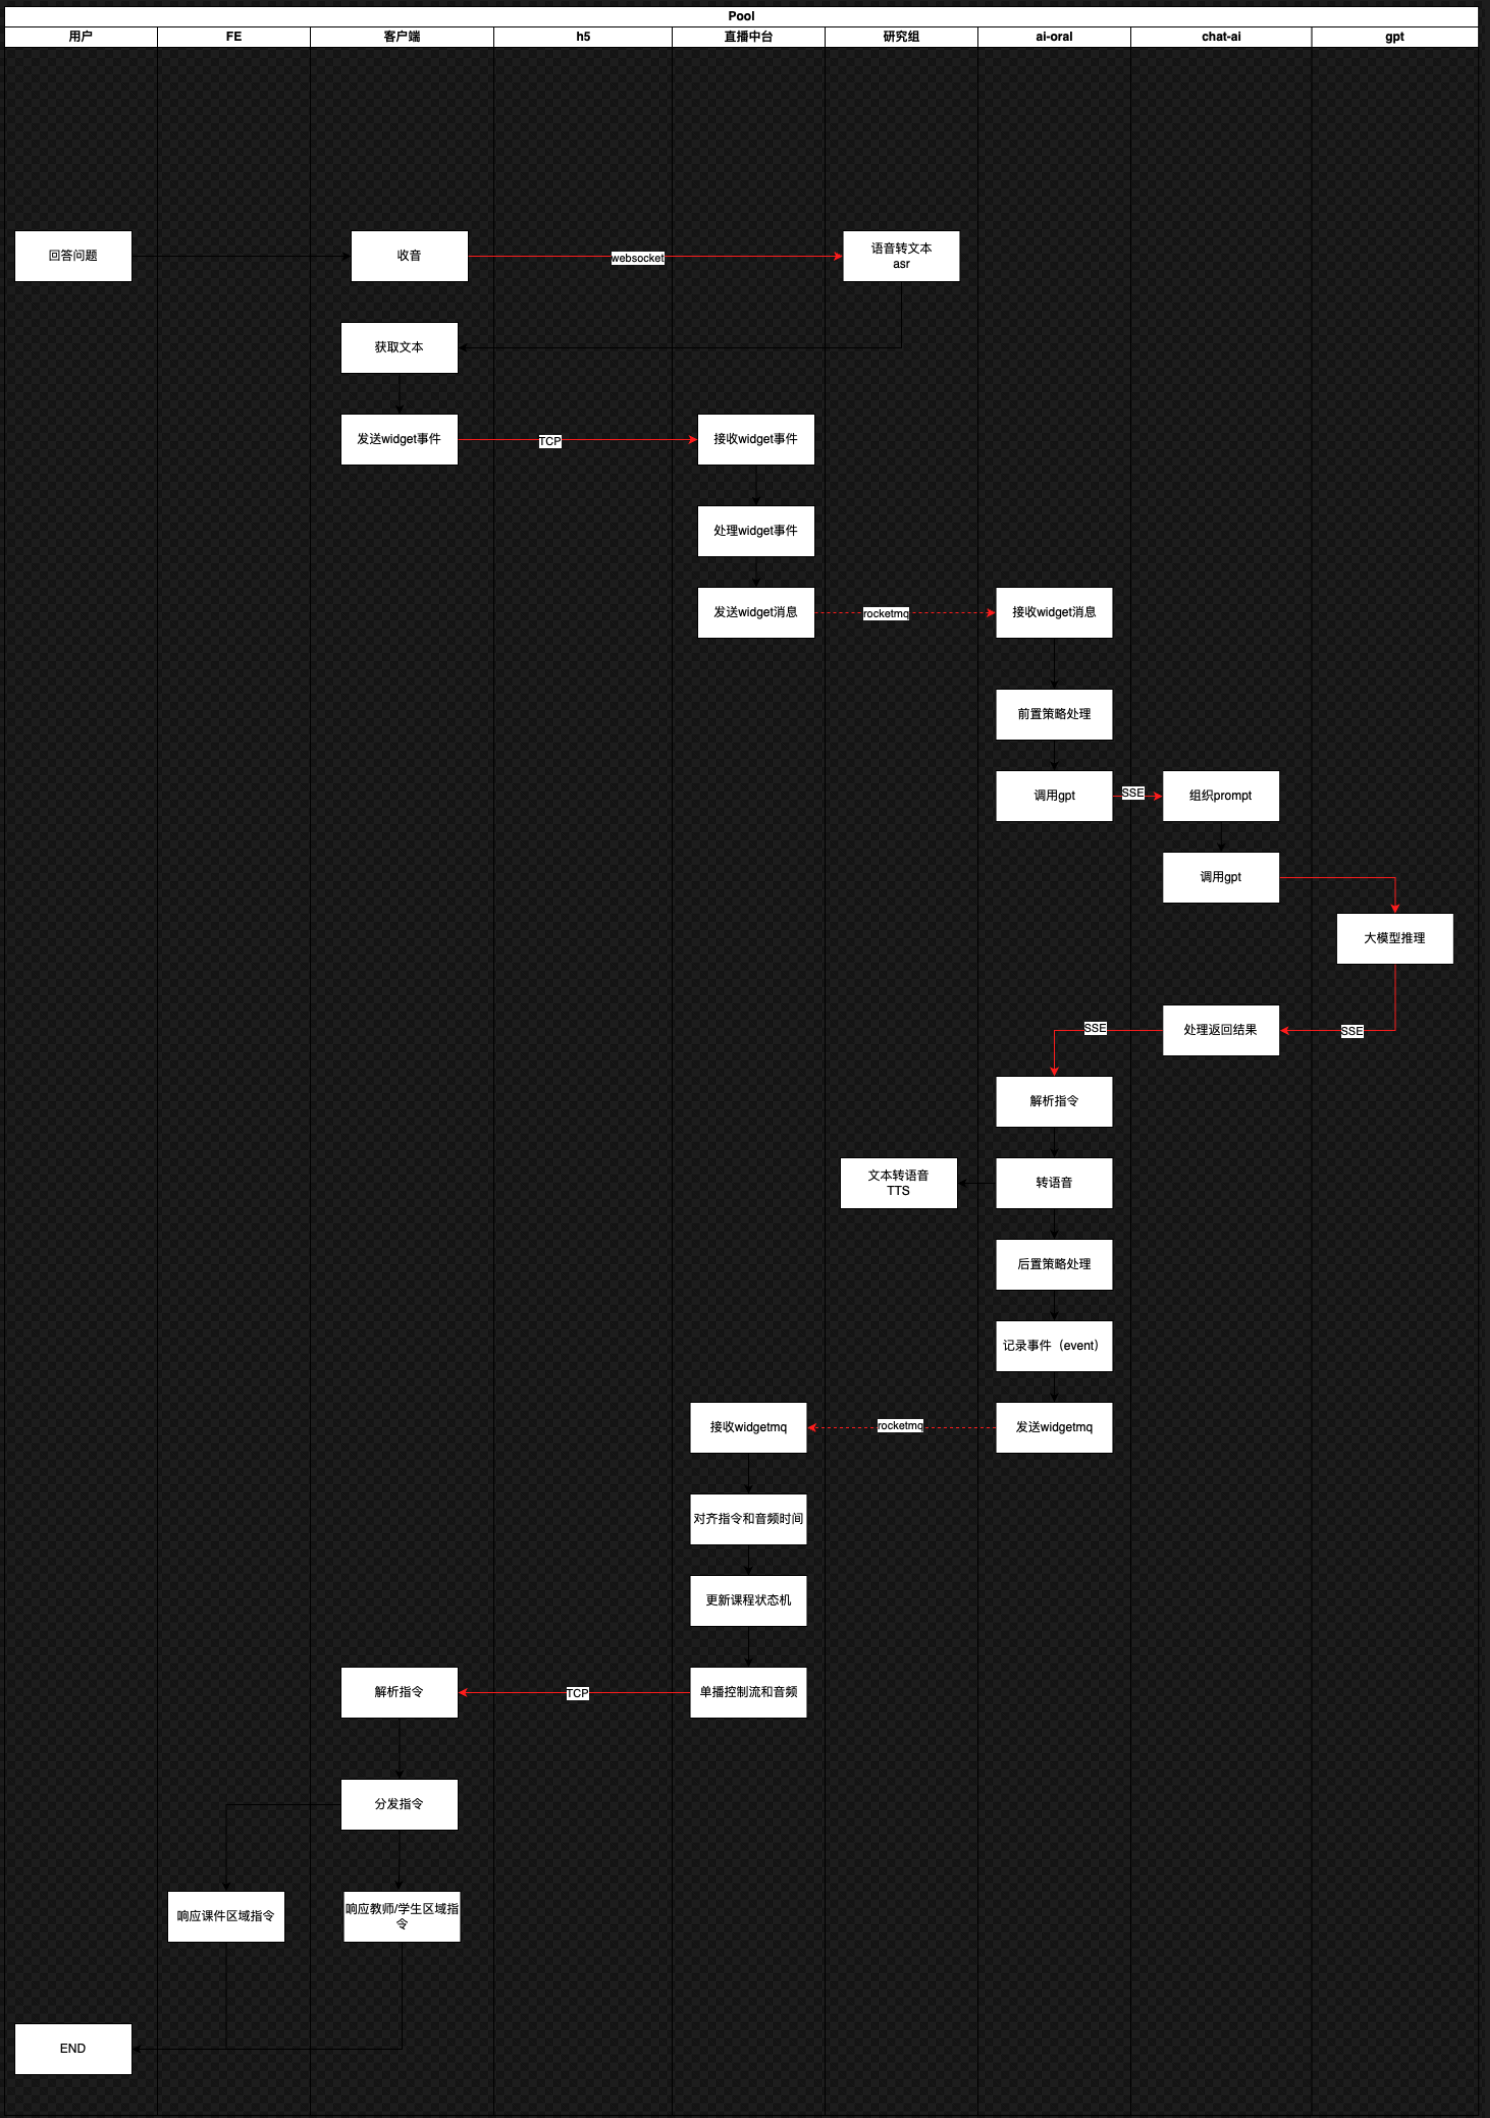 Pool
用户
FE
客户端
h5
直播中台
研究组
ai-oral
chat-ai
gpt
回答问题
收音
websocket
语音转文本
asr
获取文本
发送widget事件
TCP
接收widget事件
处理widget事件
发送widget消息
rocketmq
接收widget消息
前置策略处理
调用gpt
SSE
组织prompt
调用gpt
大模型推理
SSE
处理返回结果
SSE
解析指令
文本转语音
TTS
转语音
后置策略处理
记录事件（event）
接收widgetmq
rocketmq
发送widgetmq
对齐指令和音频时间
更新课程状态机
解析指令
TCP
单播控制流和音频
分发指令
响应课件区域指令
响应教师/学生区域指
令
END